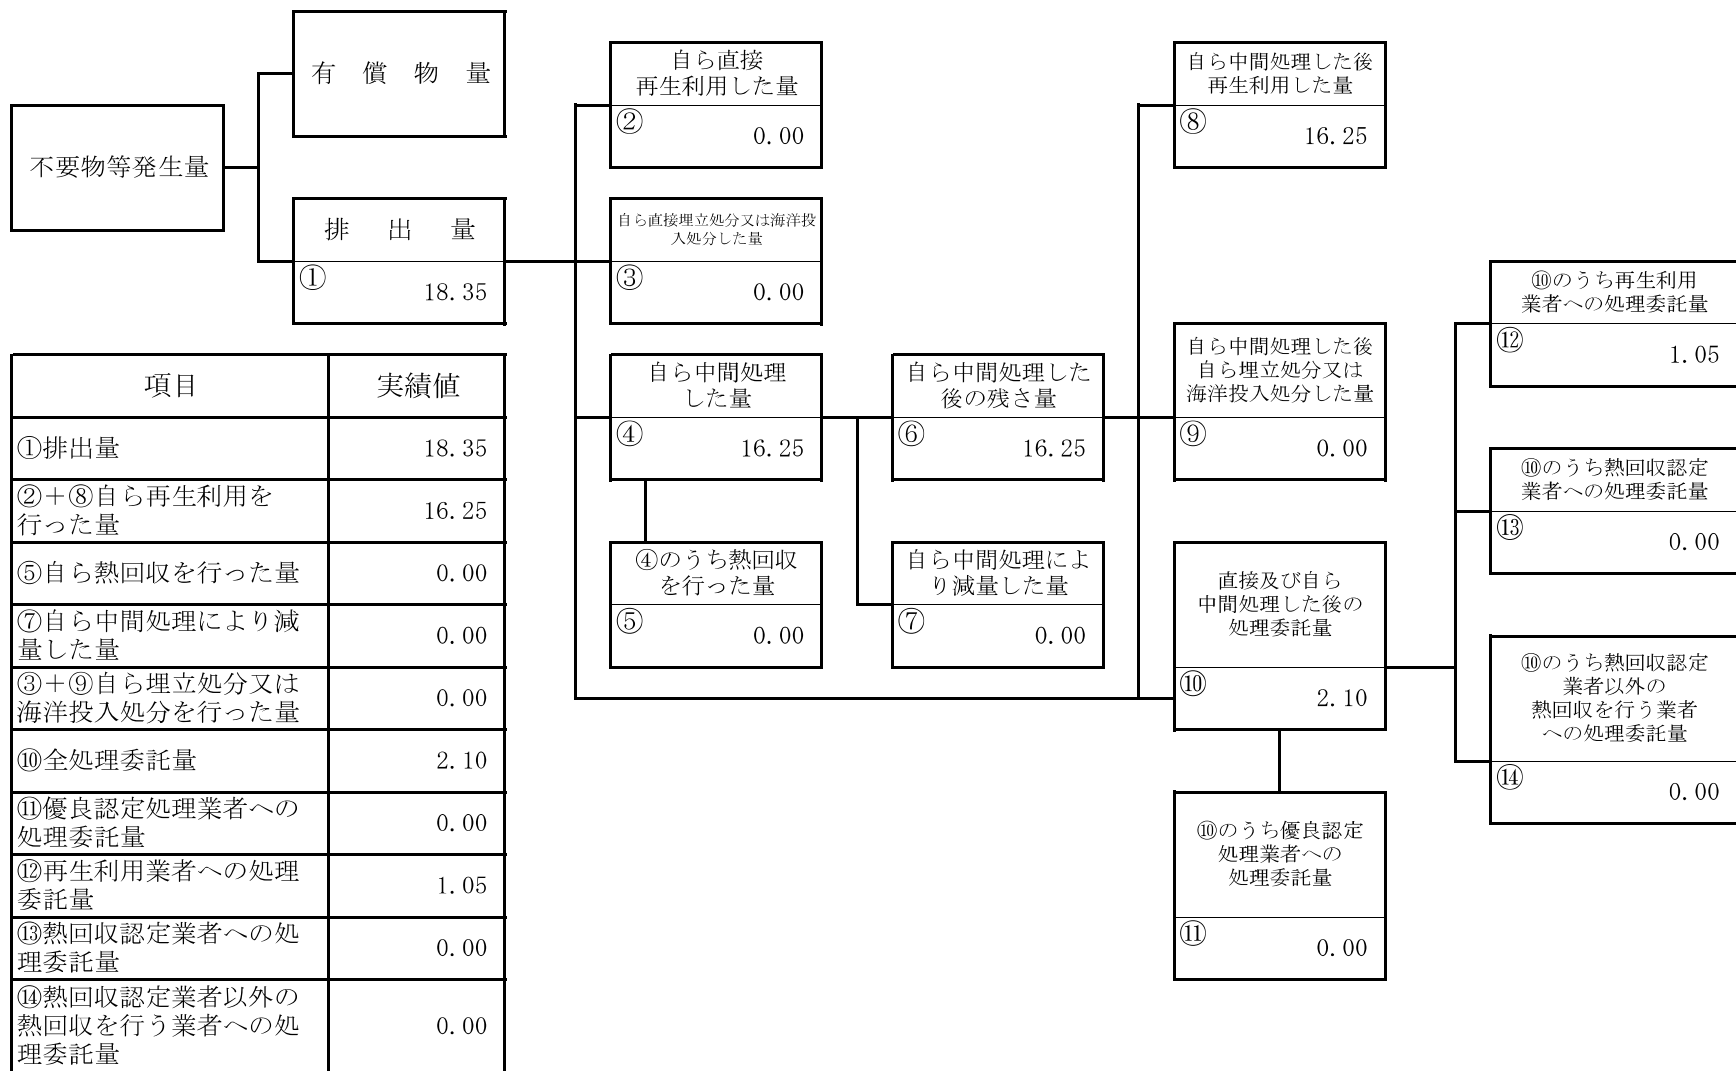 不要物等発生量
有 償 物 量
排 出 量
① 18.35
自ら直接
再生利用した量
② 0.00
自ら直接埋立処分又は海洋投
入処分した量
③ 0.00
自ら中間処理
した量
④ 16.25
④のうち熱回収
を行った量
⑤ 0.00
自ら中間処理した
後の残さ量
⑥ 16.25
自ら中間処理によ
り減量した量
⑦ 0.00
自ら中間処理した後
再生利用した量
⑧ 16.25
自ら中間処理した後
自ら埋立処分又は
海洋投入処分した量
⑨ 0.00
直接及び自ら
中間処理した後の
処理委託量
⑩ 2.10
⑩のうち優良認定
処理業者への
処理委託量
⑪ 0.00
⑩のうち再生利用
業者への処理委託量
⑫ 1.05
⑩のうち熱回収認定
業者への処理委託量
⑬ 0.00
⑩のうち熱回収認定
業者以外の
熱回収を行う業者
への処理委託量
⑭ 0.00
項目 実績値
①排出量 18.35
②＋⑧自ら再生利用を
行った量 16.25
⑤自ら熱回収を行った量 0.00
⑦自ら中間処理により減
量した量 0.00
③＋⑨自ら埋立処分又は
海洋投入処分を行った量 0.00
⑩全処理委託量 2.10
⑪優良認定処理業者への
処理委託量 0.00
⑫再生利用業者への処理
委託量 1.05
⑬熱回収認定業者への処
理委託量 0.00
⑭熱回収認定業者以外の
熱回収を行う業者への処
理委託量 0.00